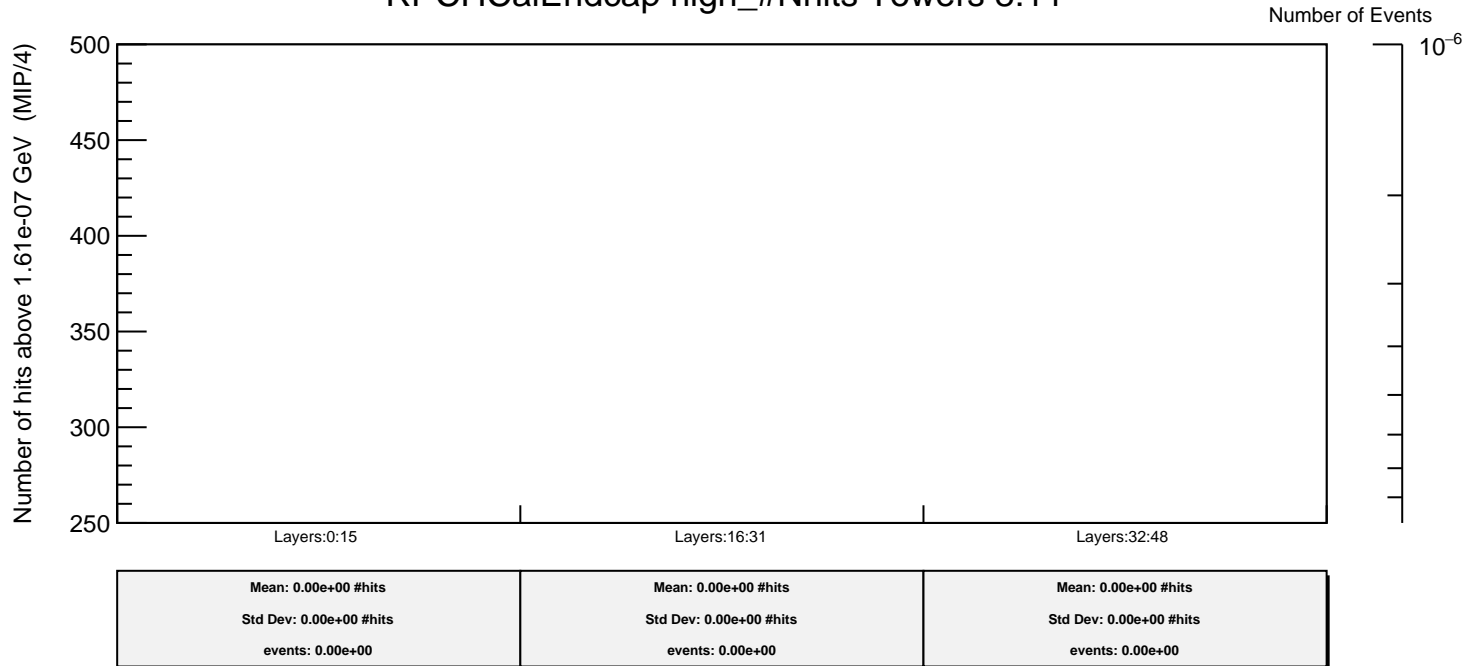 Number of Events
10⁻⁶
Number of hits above 1.61e-07 GeV (MIP/4)
500
450
400
350
300
250
Layers:0:15
Layers:16:31
Layers:32:48
Mean: 0.00e+00 #hits
Std Dev: 0.00e+00 #hits
events: 0.00e+00
Mean: 0.00e+00 #hits
Std Dev: 0.00e+00 #hits
events: 0.00e+00
Mean: 0.00e+00 #hits
Std Dev: 0.00e+00 #hits
events: 0.00e+00